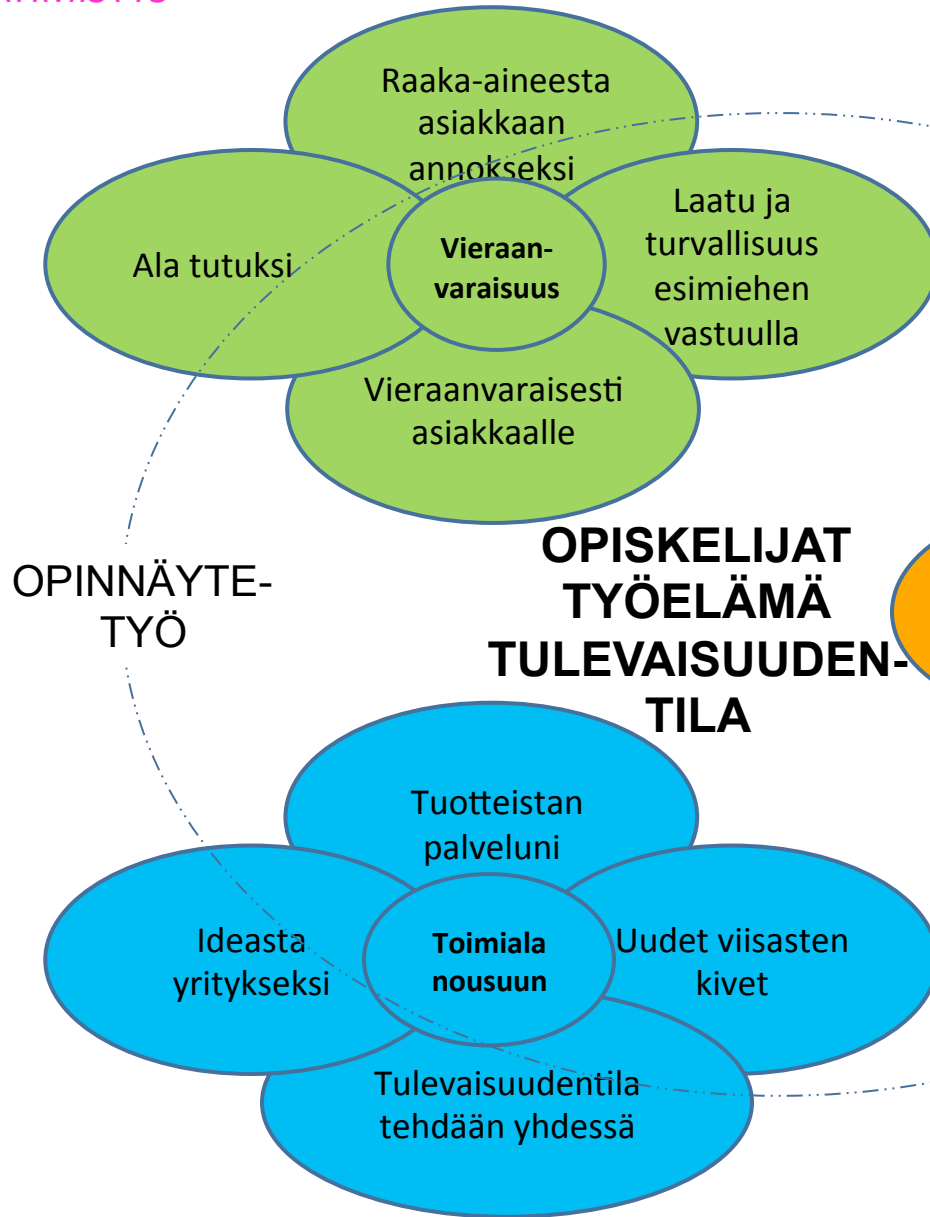 Raaka-aineesta
asiakkaan
annokseksi
Ala tutuksi
Vieraan-
varaisuus
Laatu ja
turvallisuus
esimiehen
vastuulla
Vieraanvaraisesti
asiakkaalle
OPINNÄYTE-
TYÖ
OPISKELIJAT
TYÖELÄMÄ
TULEVAISUUDEN-
TILA
Tuotteistan
palveluni
Ideasta
yritykseksi
Toimiala
nousuun
Uudet viisasten
kivet
Tulevaisuudentila
tehdään yhdessä